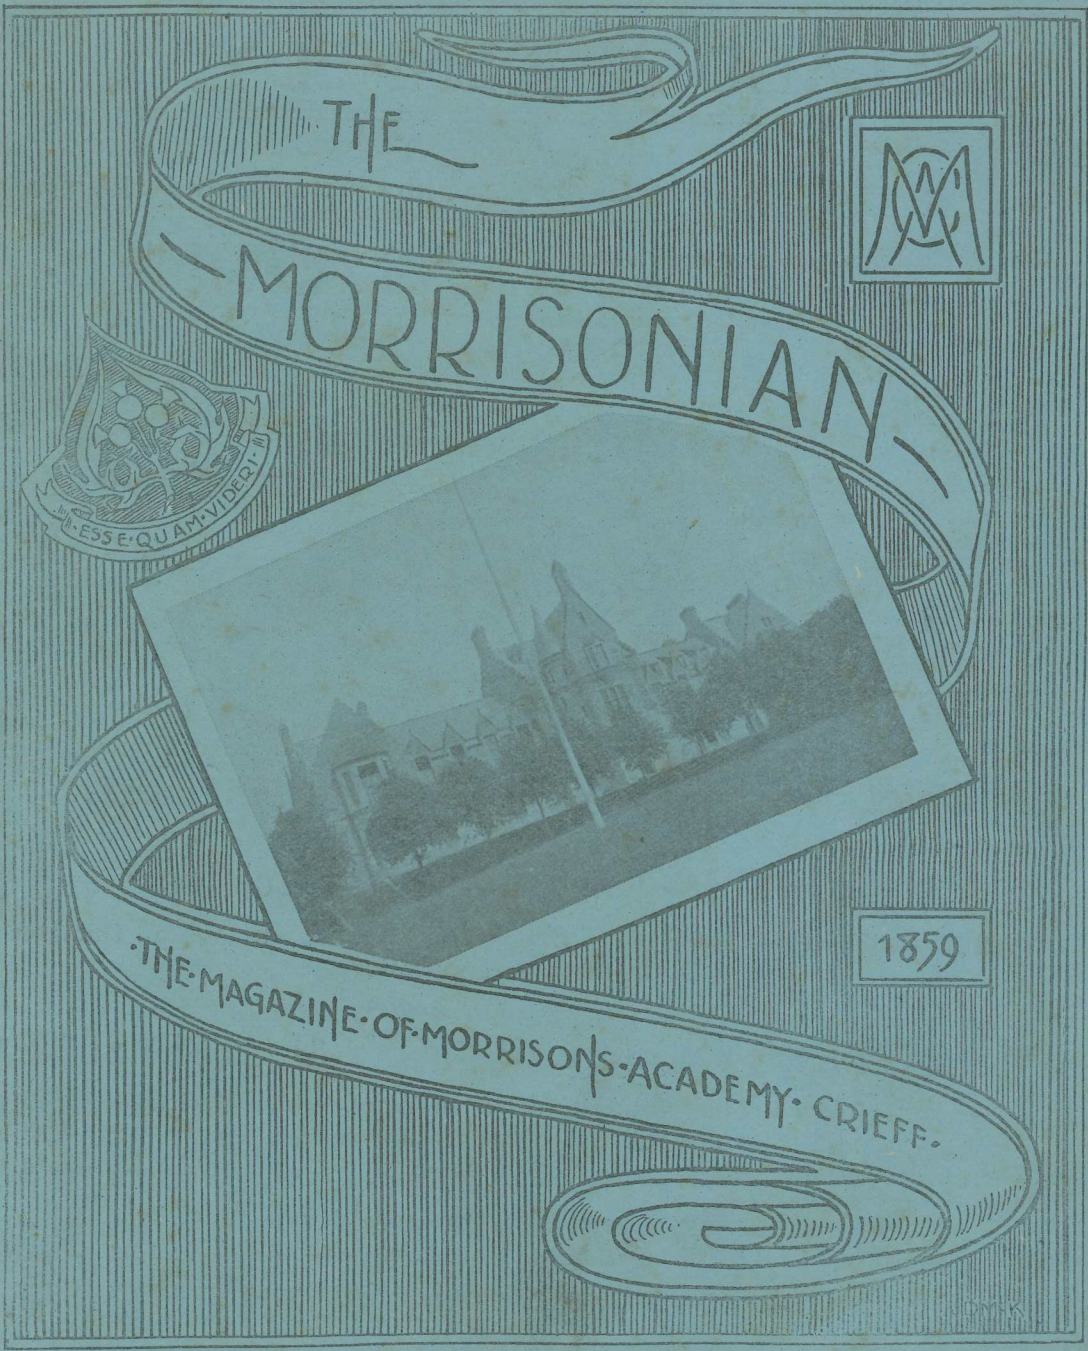 THE
MORRISONIAN
ESSE·QUAM·VIDERI
1859
·THE·MAGAZINE·OF·MORRISONS·ACADEMY· CRIEFF·